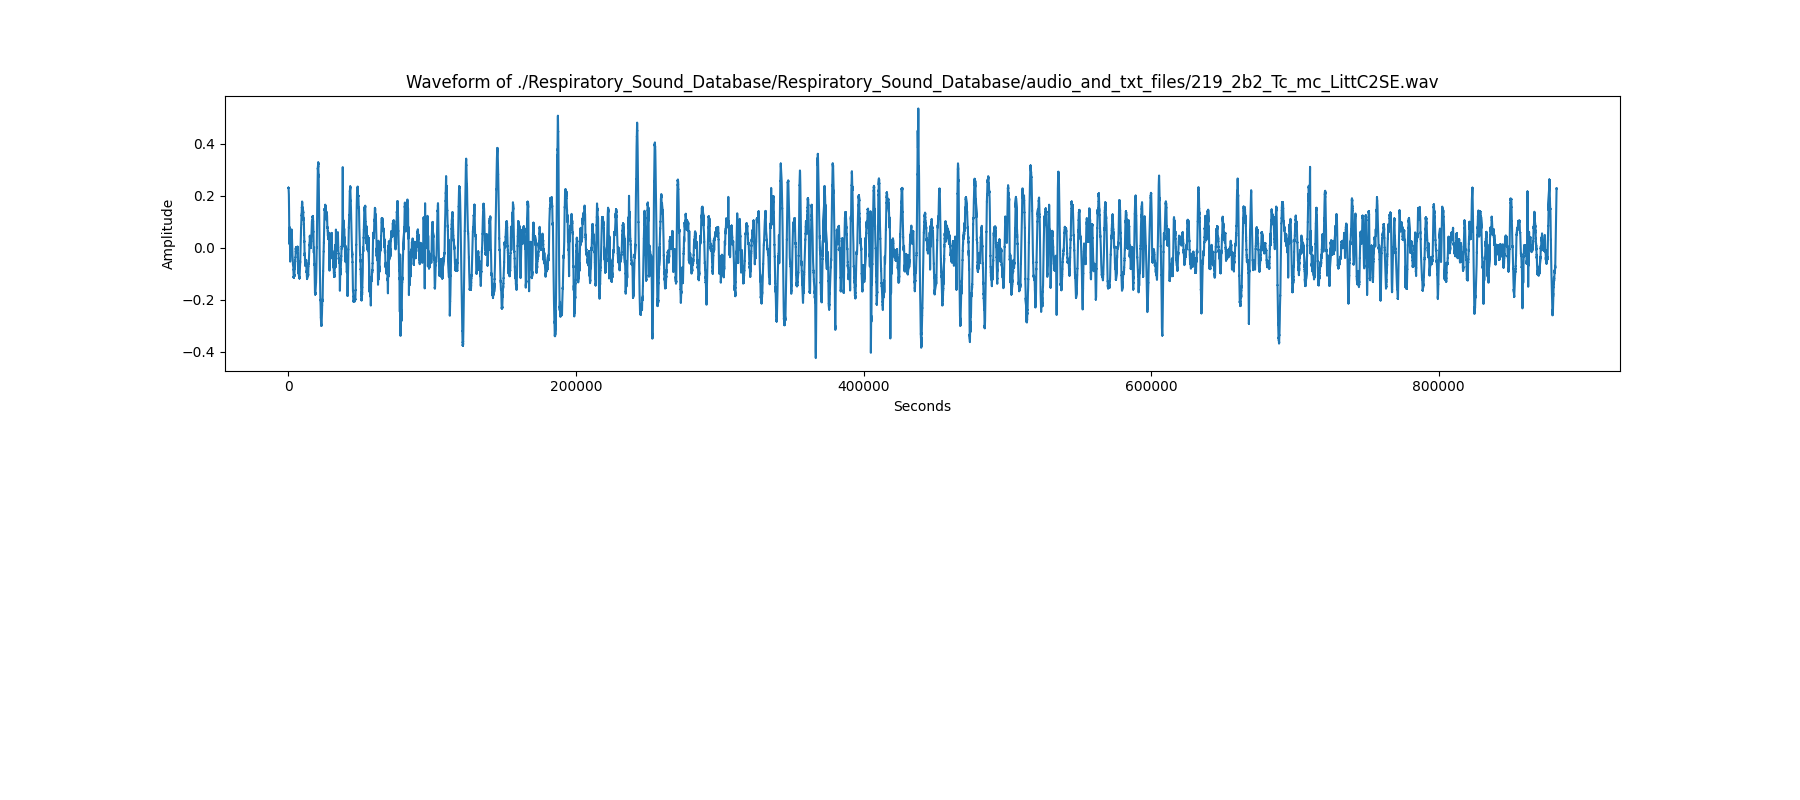 Waveform of ./Respiratory_Sound_Database/Respiratory_Sound_Database/audio_and_txt_files/219_2b2_Tc_mc_LittC2SE.wav
0.4
0.2
0.0
−0.2
−0.4
Amplitude
0 200000 400000 600000 800000
Seconds